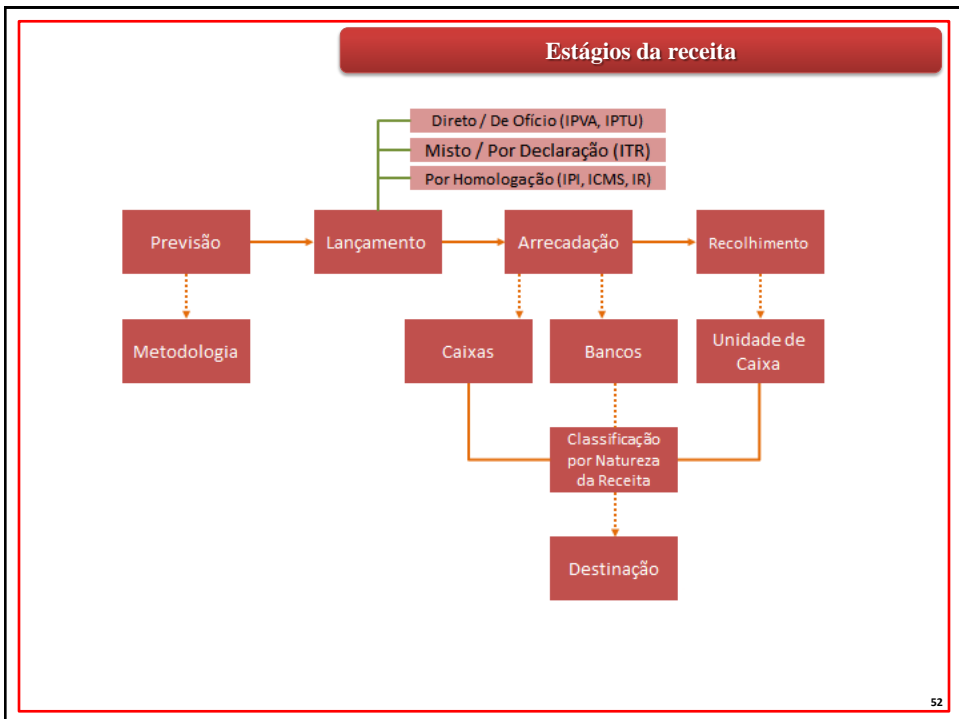 Estágios da receita
Direto / De Ofício (IPVA, IPTU)
Misto / Por Declaração (ITR)
Por Homologação (IPI, ICMS, IR)
Previsão
Lançamento
Arrecadação
Recolhimento
Metodologia
Caixas
Bancos
Unidade de
Caixa
Classificação
por Natureza
da Receita
Destinação
52